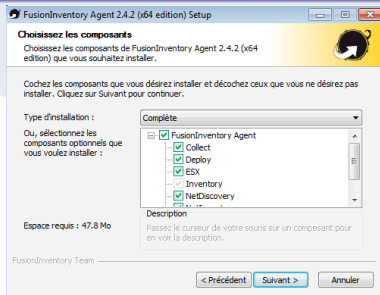 FusionInventory Agent 2.4.2 (x64 edition) Setup
Choisissez les composants
Choisissez les composants de FusionInventory Agent 2.4.2 (x64
edition) que vous souhaitez installer.
Cochez les composants que vous désirez installer et décochez ceux que vous ne désirez pas
installer. Cliquez sur Suivant pour continuer.
Type d'installation :
Complète
Ou, sélectionnez les
composants optionnels que
vous voulez installer :
FusionInventory Agent
Collect
Deploy
ESX
Inventory
NetDiscovery
Espace requis : 47.8 Mo
Description
Passez le curseur de votre souris sur un composant pour
en voir la description.
FusionInventory Team
< Précédent
Suivant >
Annuler